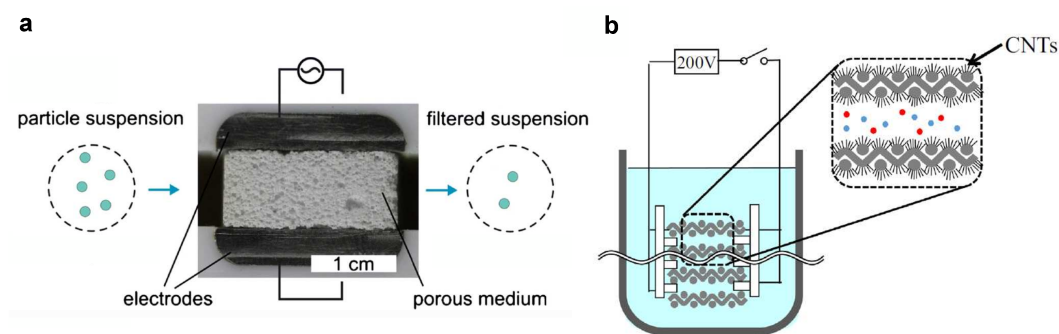 a
particle suspension
filtered suspension
1 cm
electrodes
porous medium
b
200V
CNTs